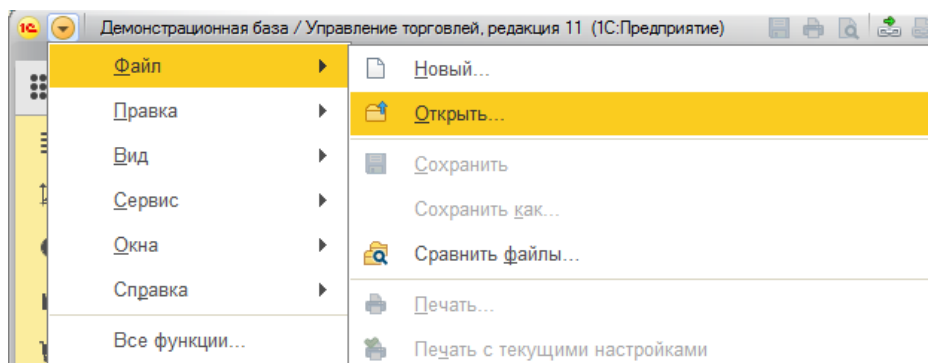 1С Демонстрационная база / Управление торговлей, редакция 11 (1С:Предприятие)
Файл
Правка
Вид
Сервис
Окна
Справка
Все функции...
Новый...
Открыть...
Сохранить
Сохранить как...
Сравнить файлы...
Печать...
Печать с текущими настройками